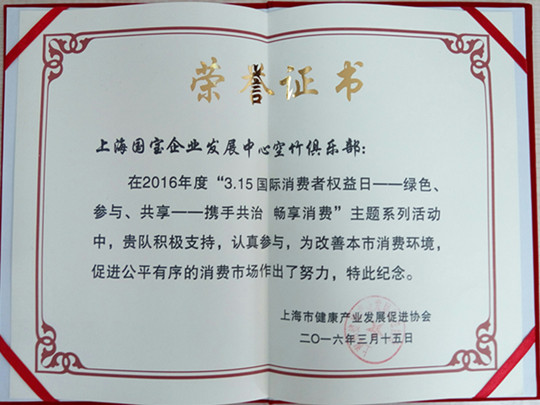 荣誉证书
上海国宝企业发展中心空竹俱乐部：
在2016年度“3.15国际消费者权益日——绿色、
参与、共享——携手共治 畅享消费”主题系列活动
中，贵队积极支持，认真参与，为改善本市消费环境，
促进公平有序的消费市场作出了努力，特此纪念。
上海市健康产业发展促进协会
二〇一六年三月十五日